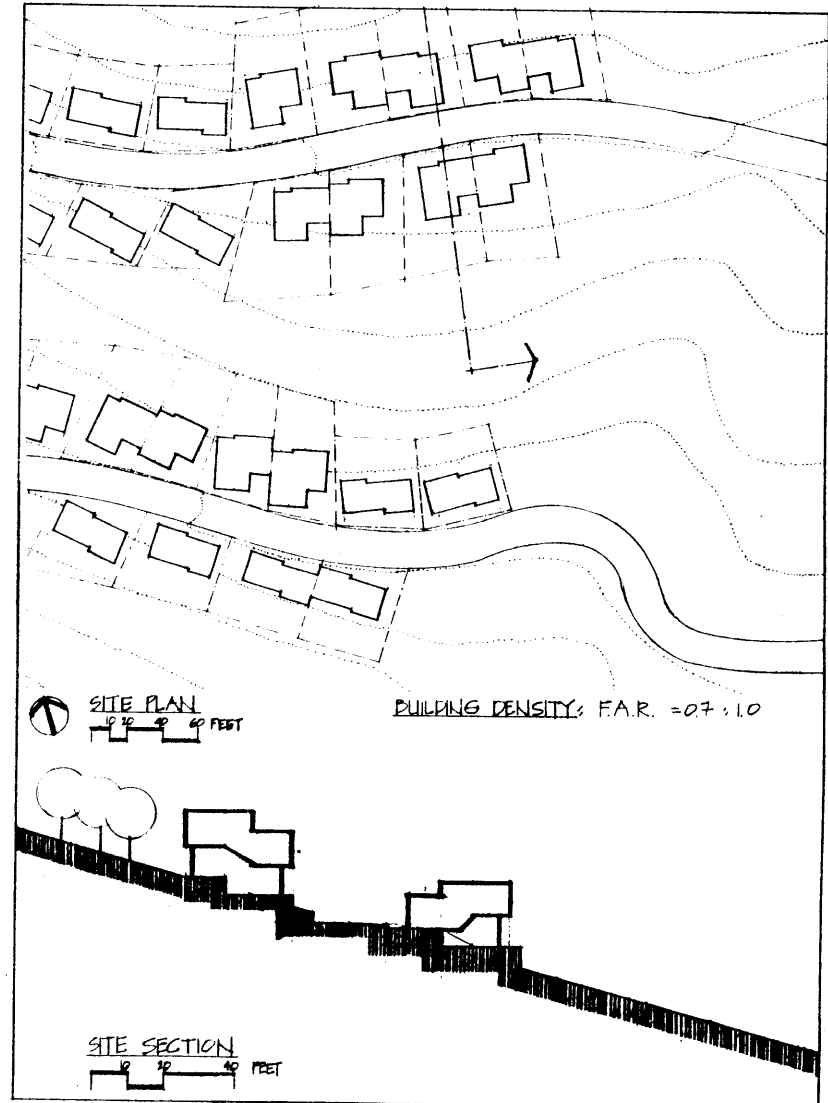 SITE PLAN
10 20 40 60 FEET
BUILDING DENSITY: F.A.R. = 0.7 : 1.0
SITE SECTION
10 20 40 FEET